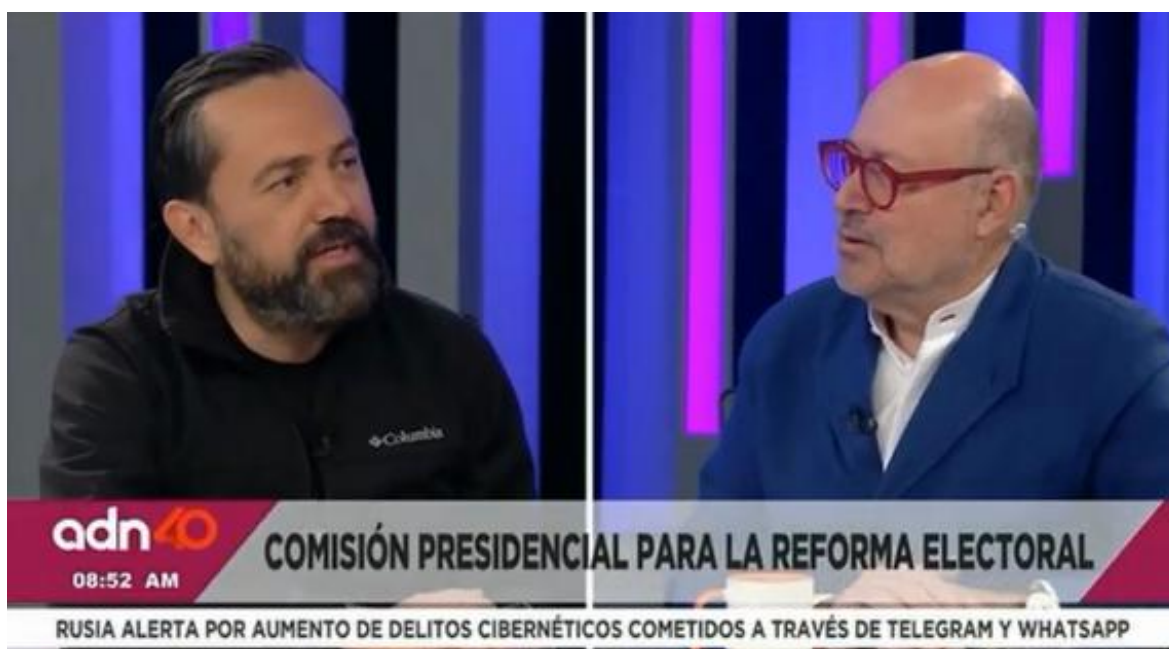 Columbia
adn40
08:52 AM
COMISIÓN PRESIDENCIAL PARA LA REFORMA ELECTORAL
RUSIA ALERTA POR AUMENTO DE DELITOS CIBERNÉTICOS COMETIDOS A TRAVÉS DE TELEGRAM Y WHATSAPP